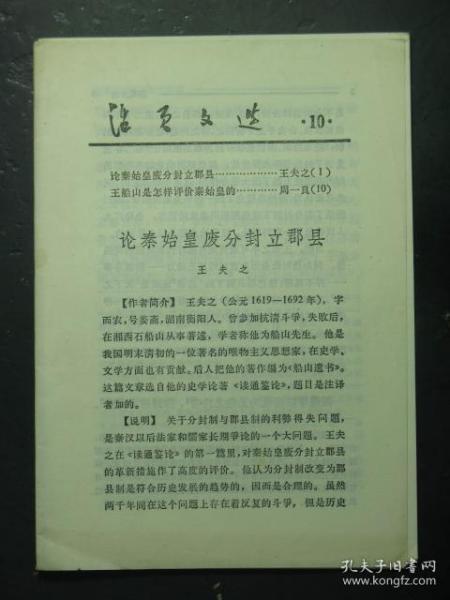 活页文选 ·10·
论秦始皇废分封立郡县………………王夫之(1)
王船山是怎样评价秦始皇的…………周一良(10)
论秦始皇废分封立郡县
王夫之
【作者简介】 王夫之(公元1619—1692年)，字
而农，号姜斋，湖南衡阳人。曾参加抗清斗争，失败后，
在湘西石船山从事著述，学者称他为船山先生。他是
我国明末清初的一位著名的唯物主义思想家，在史学、
文学方面也有贡献。后人把他的著作编为《船山遗书》。
这篇文章选自他的史学论著《读通鉴论》，题目是注译
者加的。
【说明】 关于分封制与郡县制的利弊得失问题，
是秦汉以后法家和儒家长期争论的一个大问题。王夫
之在《读通鉴论》的第一篇里，对秦始皇废分封立郡县
的革新措施作了高度的评价。他认为分封制改变为郡
县制是符合历史发展的趋势的，因而是合理的。虽然
两千年间在这个问题上存在着反复的斗争，但是历史
孔夫子旧书网
www.kongfz.com